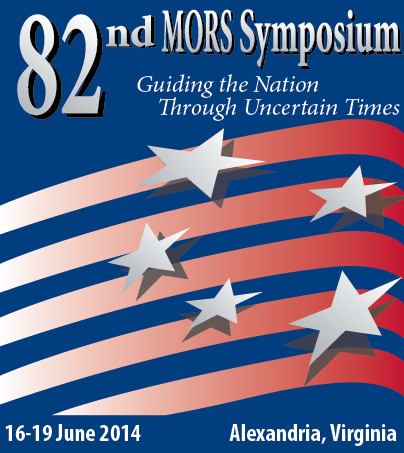 82nd MORS Symposium
Guiding the Nation
Through Uncertain Times
16-19 June 2014 Alexandria, Virginia